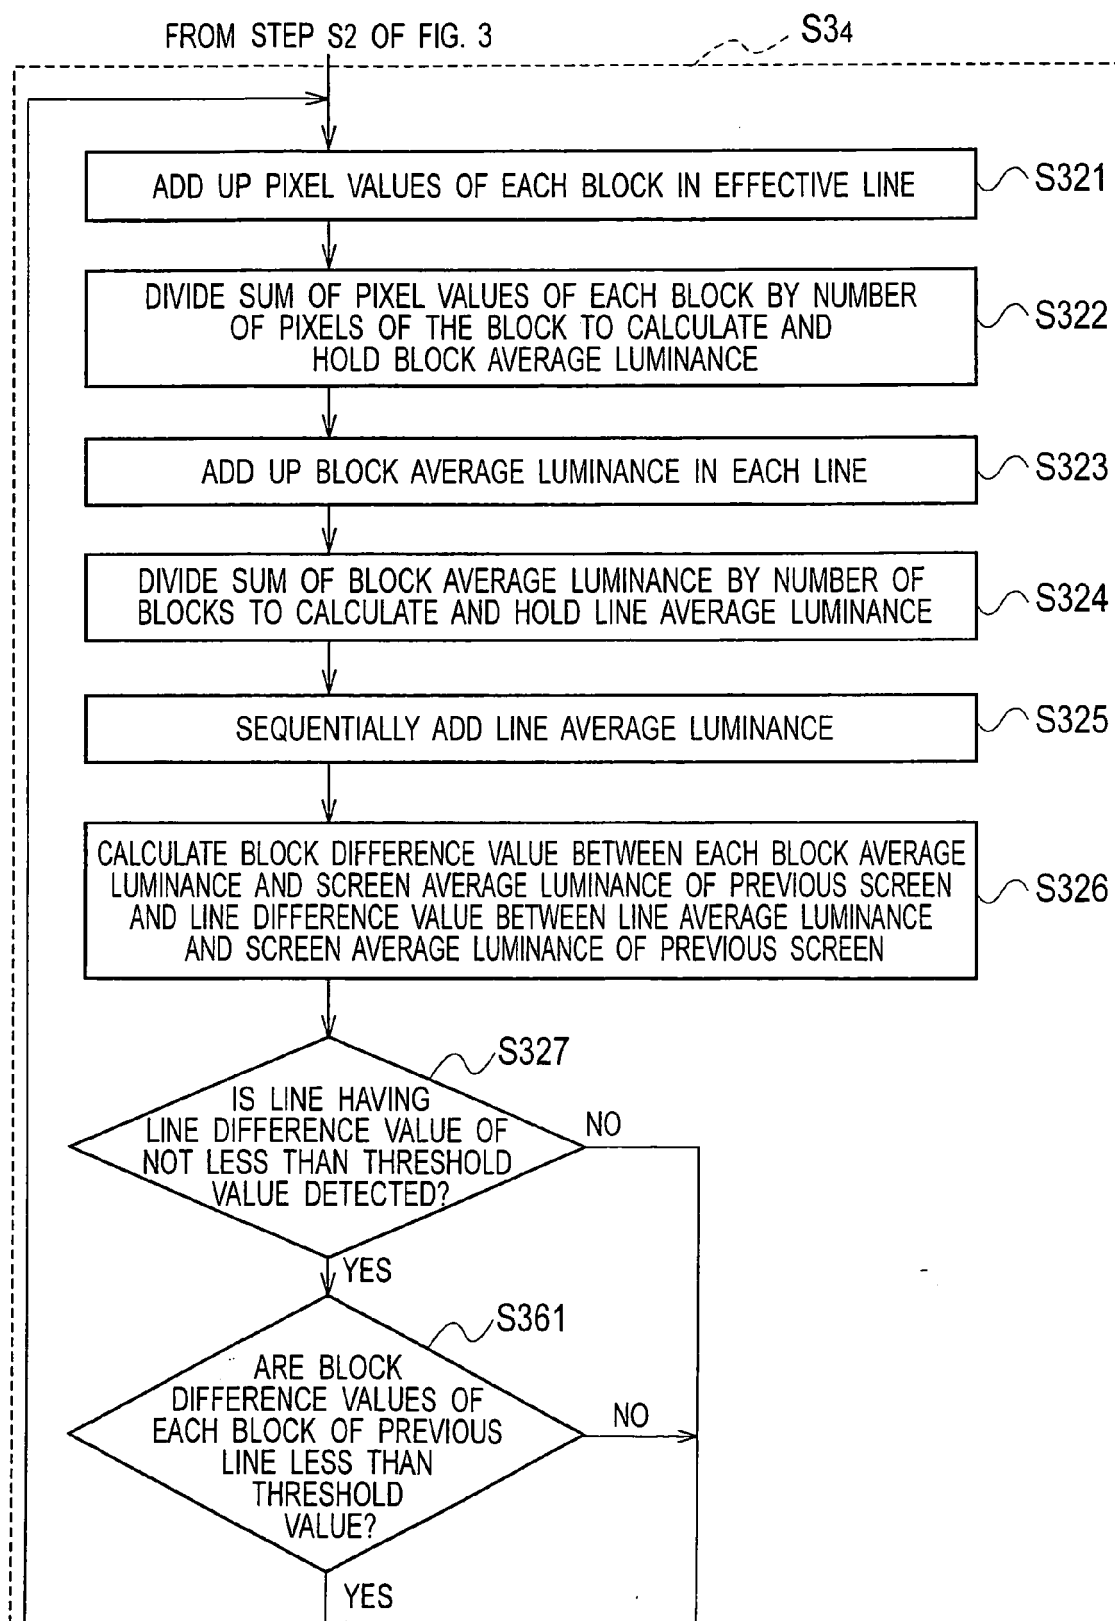 FROM STEP S2 OF FIG. 3
S34
ADD UP PIXEL VALUES OF EACH BLOCK IN EFFECTIVE LINE
S321
DIVIDE SUM OF PIXEL VALUES OF EACH BLOCK BY NUMBER
OF PIXELS OF THE BLOCK TO CALCULATE AND
HOLD BLOCK AVERAGE LUMINANCE
S322
ADD UP BLOCK AVERAGE LUMINANCE IN EACH LINE
S323
DIVIDE SUM OF BLOCK AVERAGE LUMINANCE BY NUMBER OF
BLOCKS TO CALCULATE AND HOLD LINE AVERAGE LUMINANCE
S324
SEQUENTIALLY ADD LINE AVERAGE LUMINANCE
S325
CALCULATE BLOCK DIFFERENCE VALUE BETWEEN EACH BLOCK AVERAGE
LUMINANCE AND SCREEN AVERAGE LUMINANCE OF PREVIOUS SCREEN
AND LINE DIFFERENCE VALUE BETWEEN LINE AVERAGE LUMINANCE
AND SCREEN AVERAGE LUMINANCE OF PREVIOUS SCREEN
S326
S327
IS LINE HAVING
LINE DIFFERENCE VALUE OF
NOT LESS THAN THRESHOLD
VALUE DETECTED?
NO
YES
S361
ARE BLOCK
DIFFERENCE VALUES OF
EACH BLOCK OF PREVIOUS
LINE LESS THAN
THRESHOLD
VALUE?
NO
YES